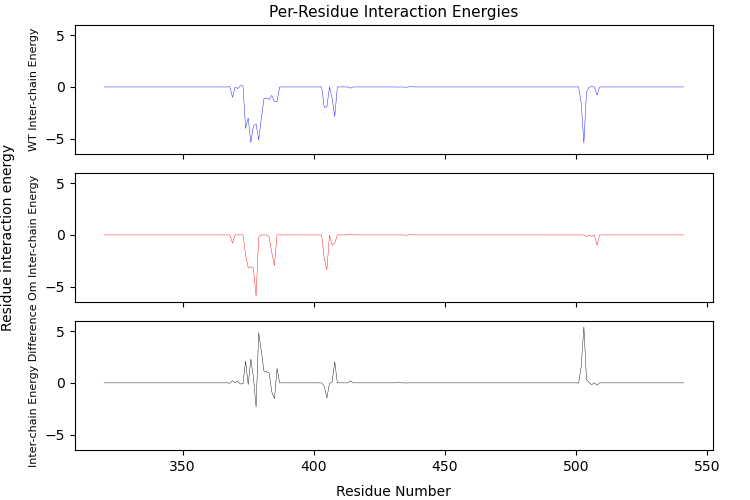 Per-Residue Interaction Energies
Residue interaction energy
WT Inter-chain Energy
5
0
−5
Om Inter-chain Energy
5
0
−5
Inter-chain Energy Difference
5
0
−5
350
400
450
500
550
Residue Number